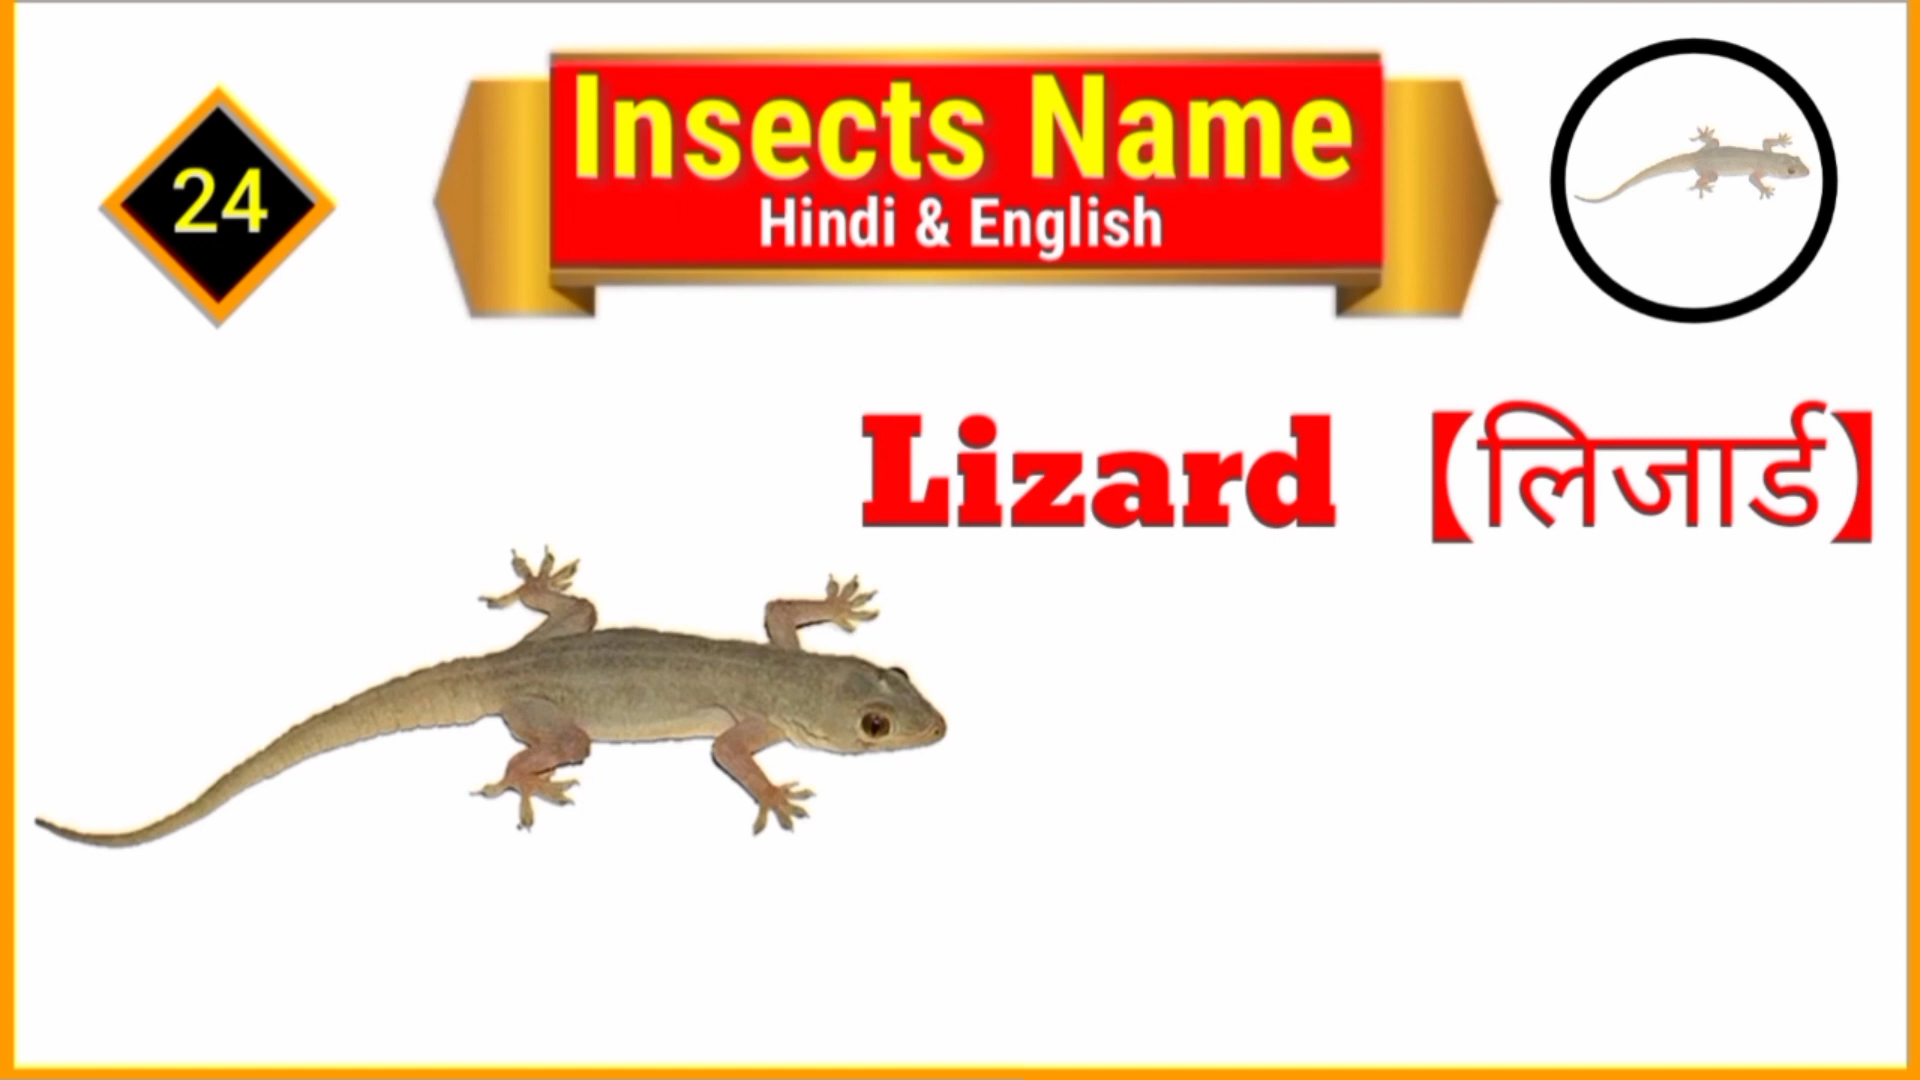 24
Insects Name
Hindi & English
Lizard 【लिजार्ड】